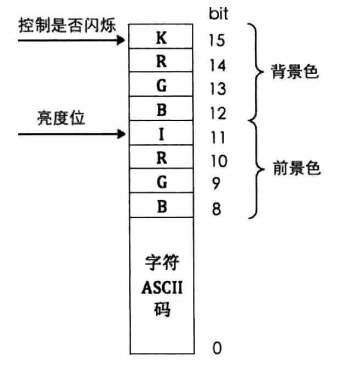 bit
控制是否闪烁
K 15
R 14
G 13
背景色
B 12
亮度位
I 11
R 10
G 9
前景色
B 8
字符
ASCII
码
0